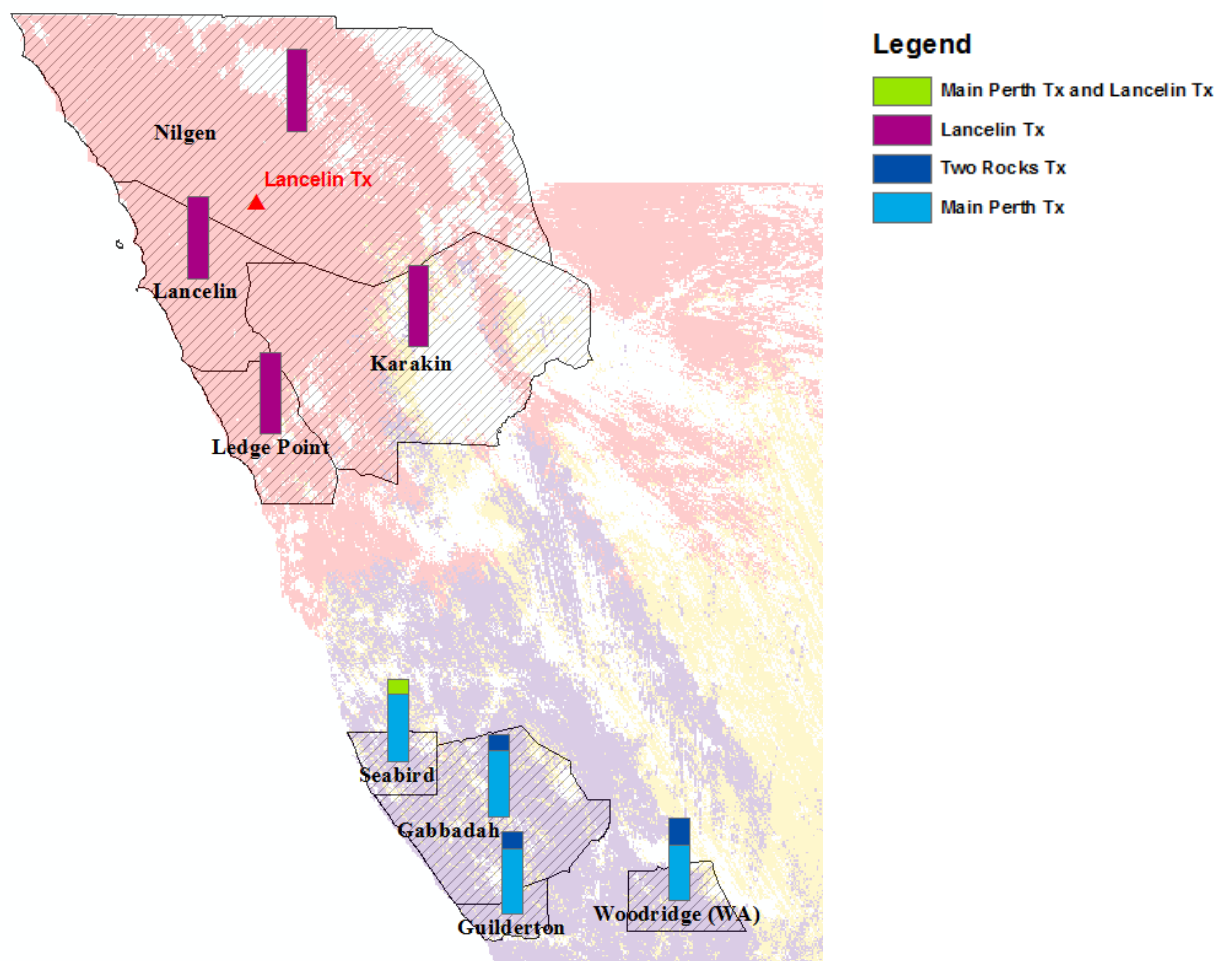 Legend
Main Perth Tx and Lancelin Tx
Lancelin Tx
Two Rocks Tx
Main Perth Tx
Nilgen
Lancelin Tx
Lancelin
Karakin
Ledge Point
Seabird
Gabbadah
Woodridge (WA)
Guilderton